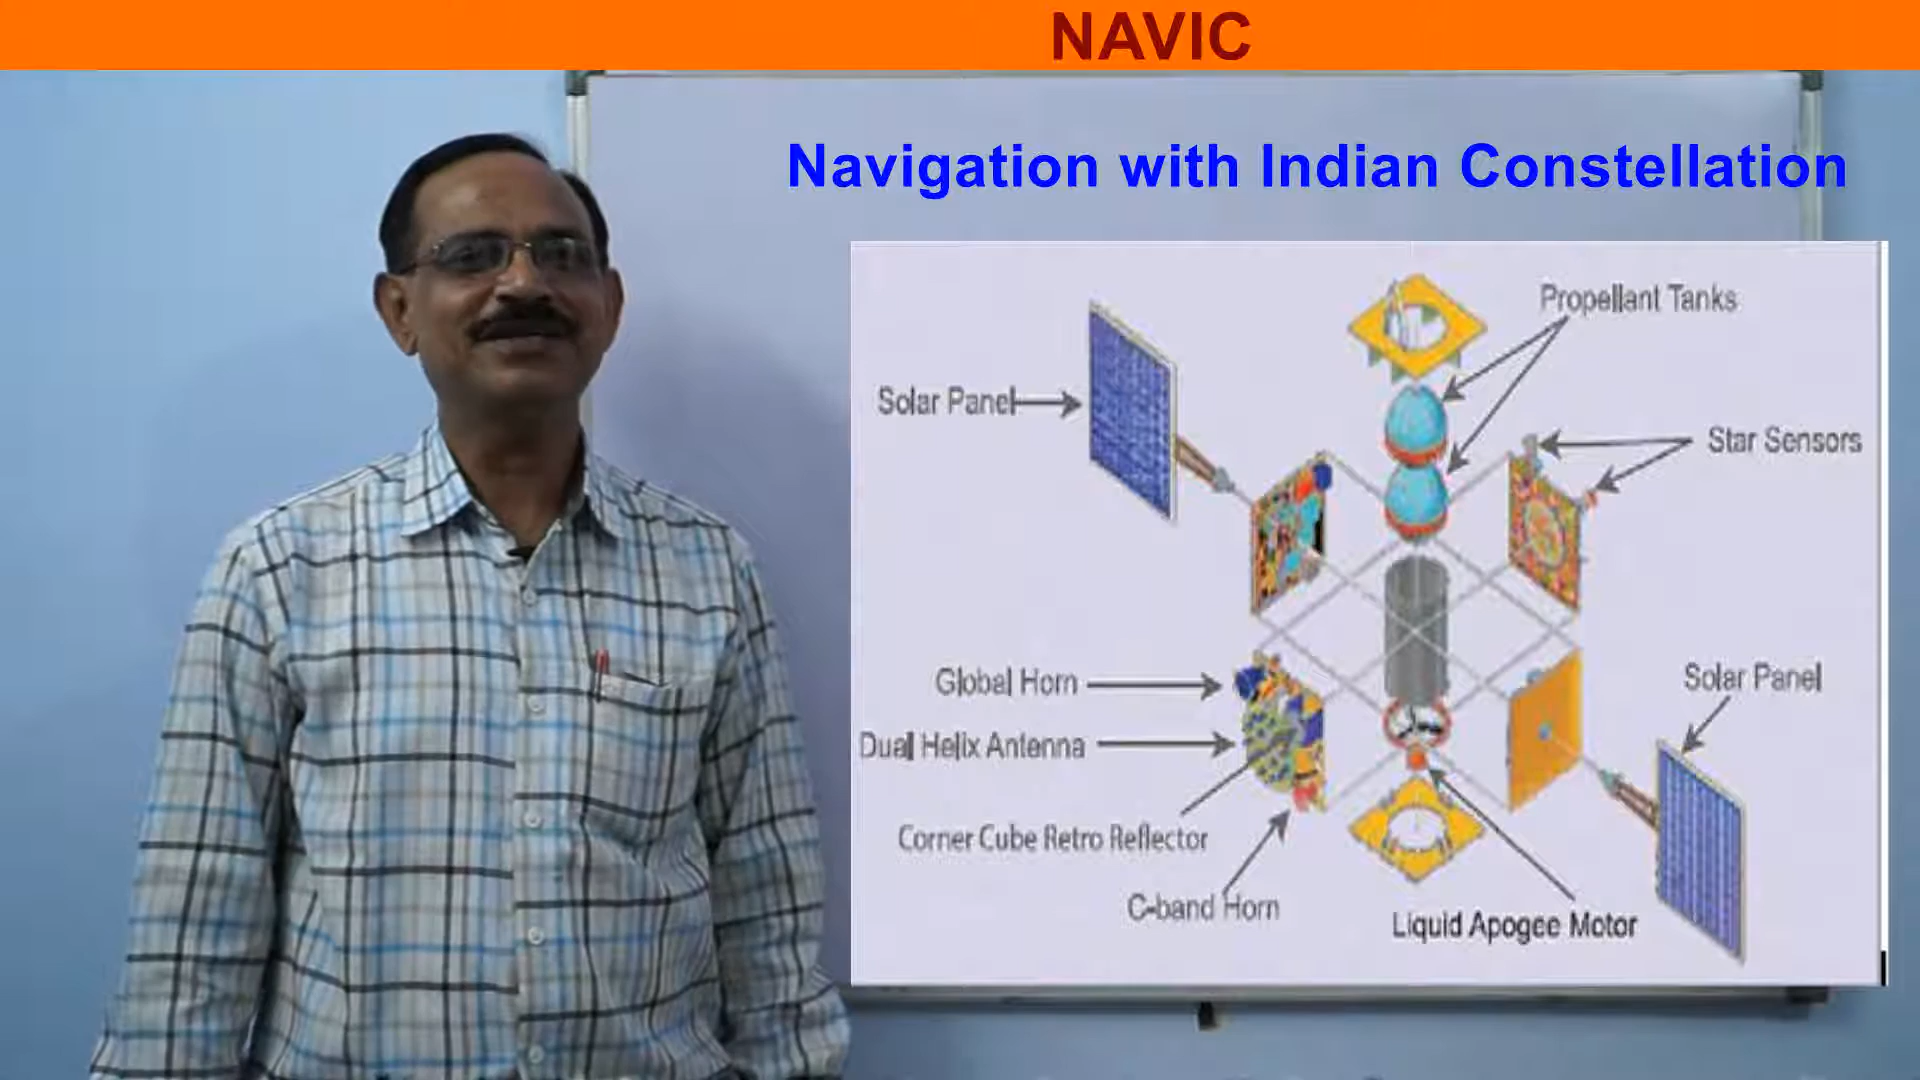 NAVIC
Navigation with Indian Constellation
Propellant Tanks
Solar Panel
Star Sensors
Global Horn
Solar Panel
Dual Helix Antenna
Corner Cube Retro Reflector
C-band Horn
Liquid Apogee Motor